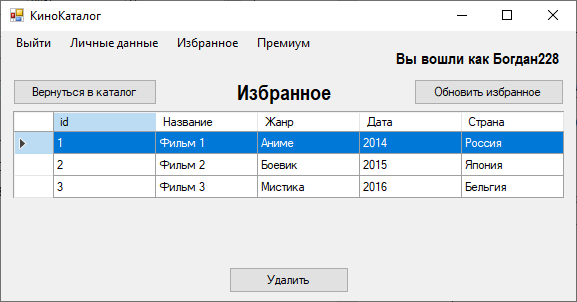 КиноКаталог
Выйти Личные данные Избранное Премиум
Вы вошли как Богдан228
Вернуться в каталог Избранное Обновить избранное
id Название Жанр Дата Страна
1 Фильм 1 Аниме 2014 Россия
2 Фильм 2 Боевик 2015 Япония
3 Фильм 3 Мистика 2016 Бельгия
Удалить